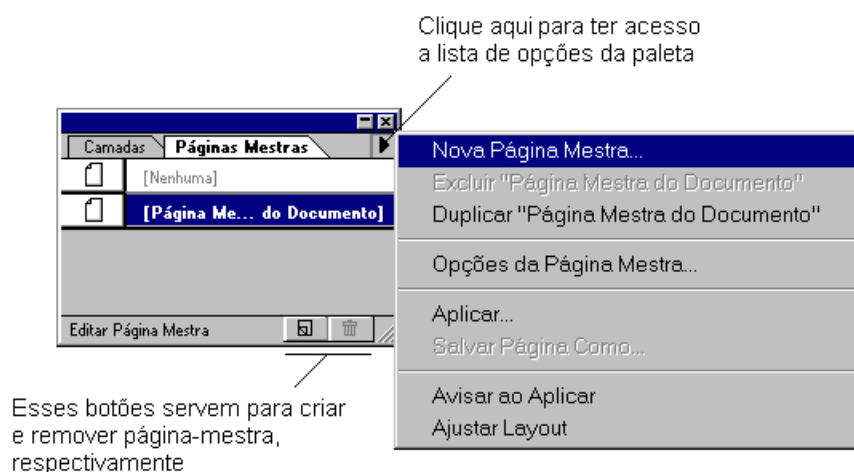 Clique aqui para ter acesso
a lista de opções da paleta
Camadas
Páginas Mestras
[Nenhuma]
[Página Me... do Documento]
Editar Página Mestra
Nova Página Mestra...
Excluir "Página Mestra do Documento"
Duplicar "Página Mestra do Documento"
Opções da Página Mestra...
Aplicar...
Salvar Página Como...
Avisar ao Aplicar
Ajustar Layout
Esses botões servem para criar
e remover página-mestra,
respectivamente